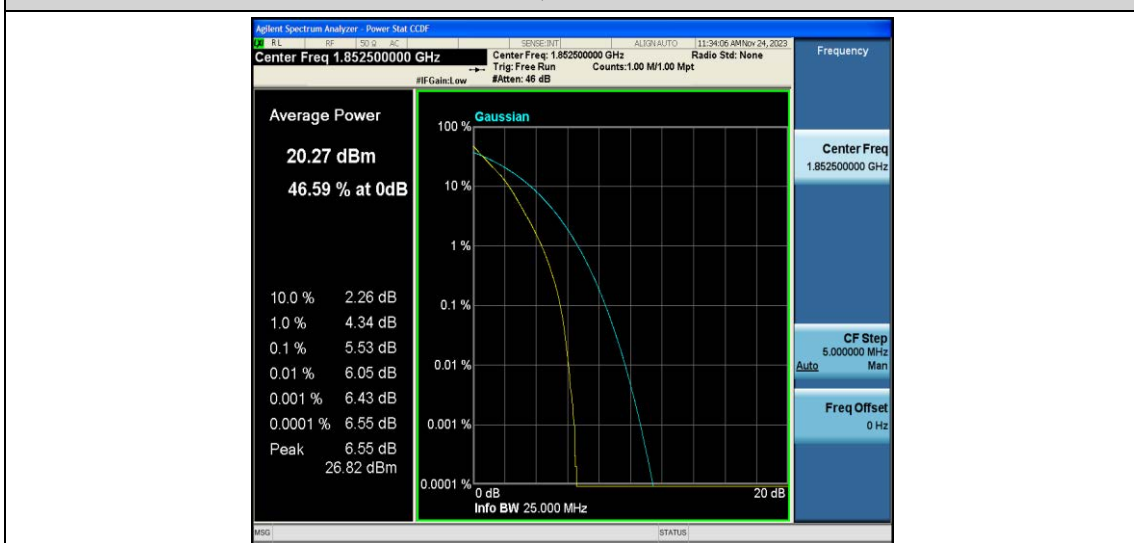 Agilent Spectrum Analyzer - Power Stat CCDF
RL RF 50 Ω AC SENSE:INT ALIGN AUTO 11:34:06 AM Nov 24, 2023
Center Freq 1.852500000 GHz
Center Freq: 1.852500000 GHz Radio Std: None
Trig: Free Run Counts:1.00 M/1.00 Mpt
#IFGain:Low #Atten: 46 dB
Average Power
20.27 dBm
46.59 % at 0dB
10.0 % 2.26 dB
1.0 % 4.34 dB
0.1 % 5.53 dB
0.01 % 6.05 dB
0.001 % 6.43 dB
0.0001 % 6.55 dB
Peak 6.55 dB
26.82 dBm
Gaussian
100 %
10 %
1 %
0.1 %
0.01 %
0.001 %
0.0001 %
0 dB 20 dB
Info BW 25.000 MHz
Frequency
Center Freq
1.852500000 GHz
CF Step
5.000000 MHz
Auto Man
Freq Offset
0 Hz
MSG STATUS